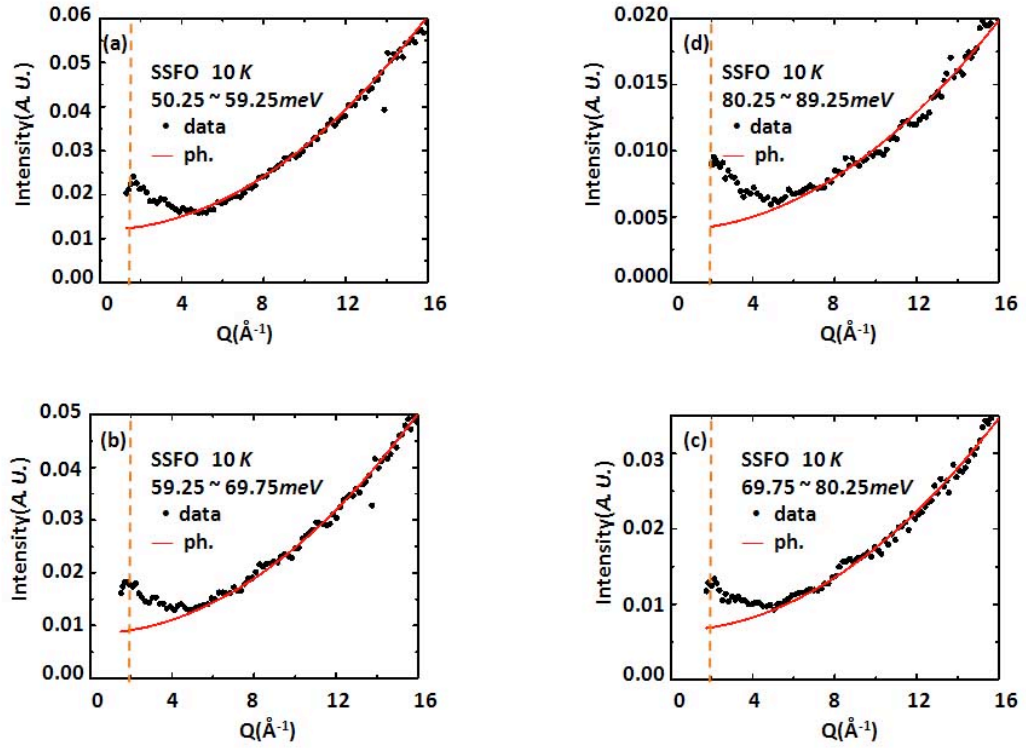 0.06
(a)
SSFO 10 K
50.25 ~ 59.25meV
data
ph.
0.05
0.04
0.03
0.02
0.01
0.00
Intensity(A. U.)
0 4 8 12 16
Q(Å-1)
0.020
(d)
SSFO 10 K
80.25 ~ 89.25meV
data
ph.
0.015
0.010
0.005
0.000
Intensity(A. U.)
0 4 8 12 16
Q(Å-1)
0.05
(b)
SSFO 10 K
59.25 ~ 69.75meV
data
ph.
0.04
0.03
0.02
0.01
0.00
Intensity(A. U.)
0 4 8 12 16
Q(Å-1)
(c)
SSFO 10 K
69.75 ~ 80.25meV
data
ph.
0.03
0.02
0.01
0.00
Intensity(A. U.)
0 4 8 12 16
Q(Å-1)